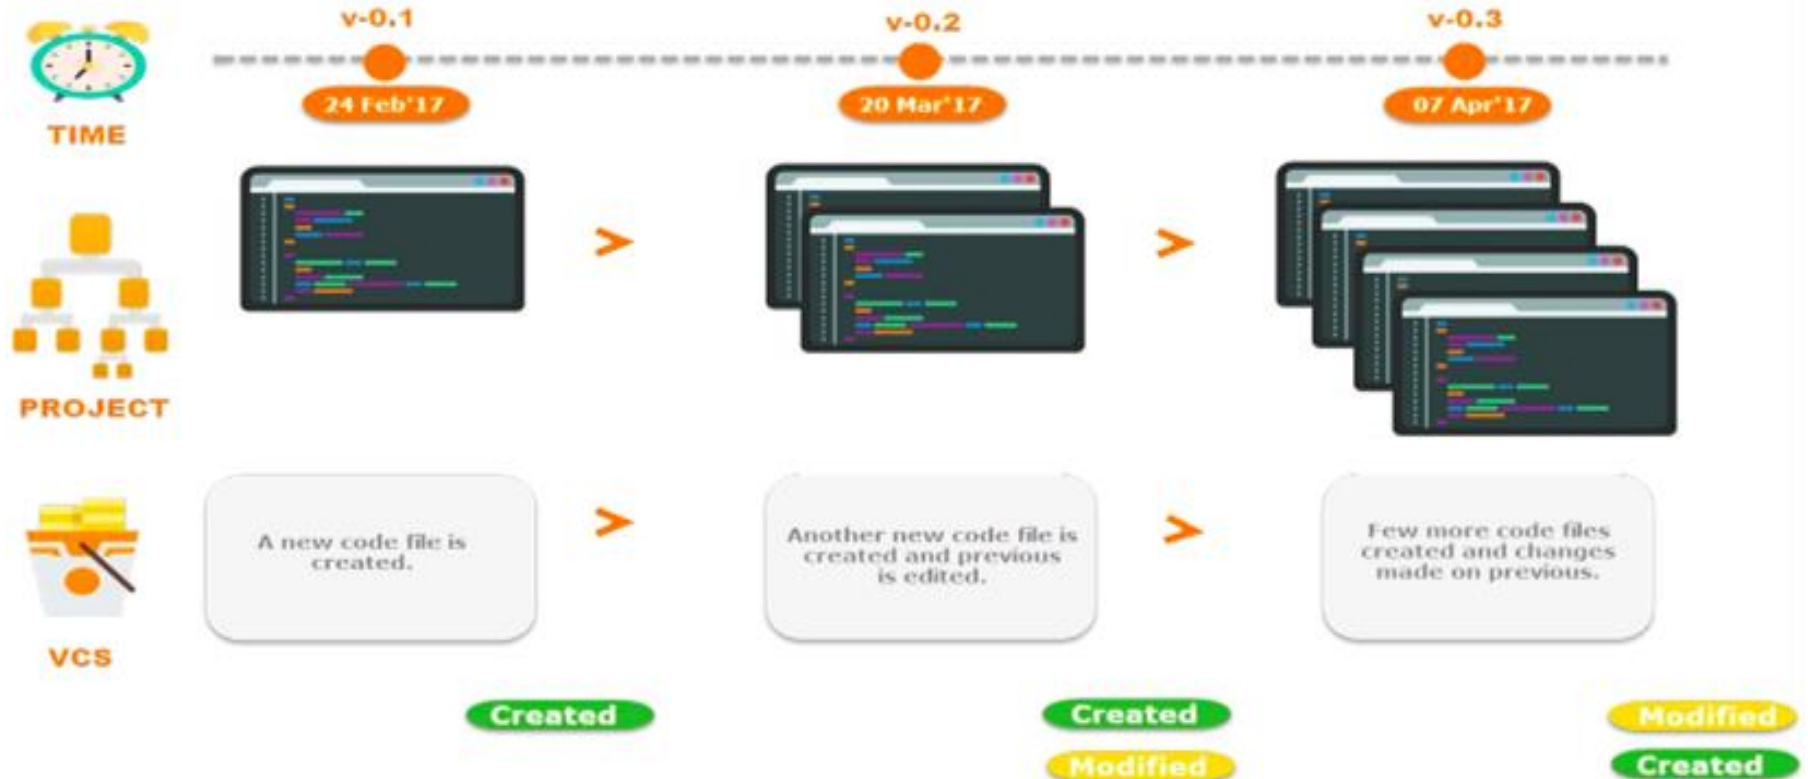 v-0.1
v-0.2
v-0.3
24 Feb'17
20 Mar'17
07 Apr'17
TIME
PROJECT
A new code file is
created.
Another new code file is
created and previous
is edited.
Few more code files
created and changes
made on previous.
VCS
Created
Created
Modified
Modified
Created